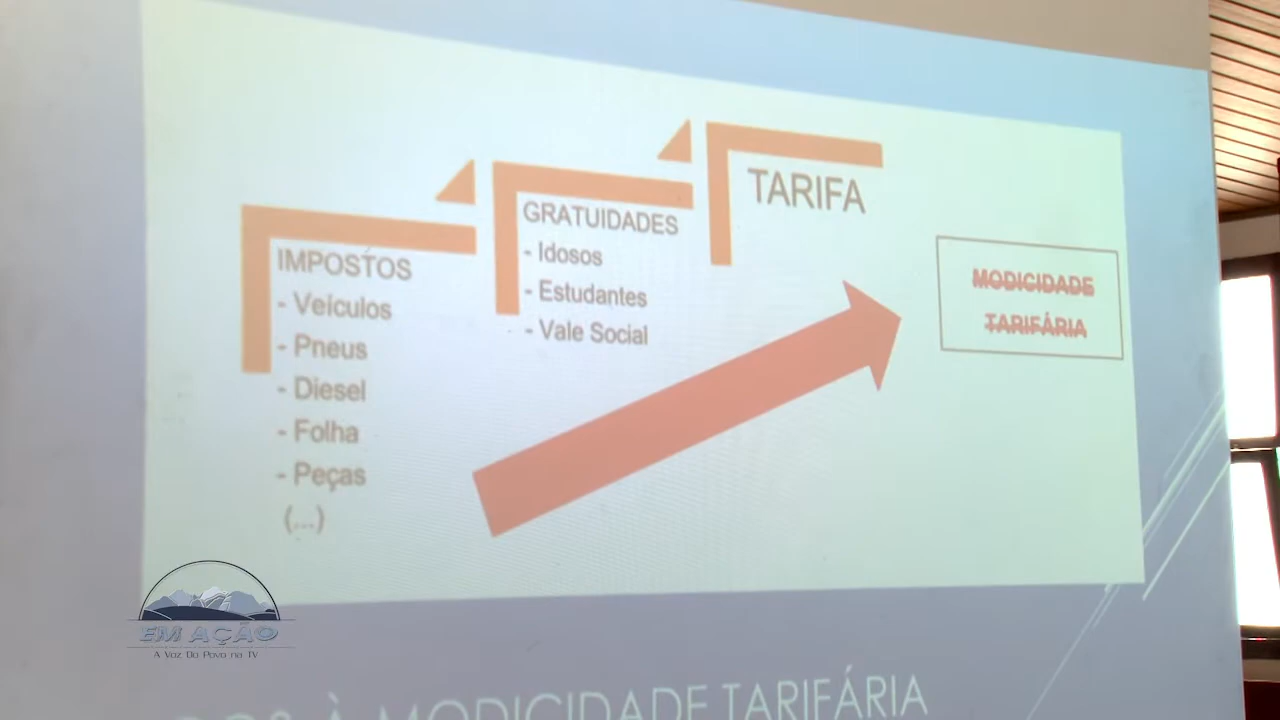 IMPOSTOS
- Veículos
- Pneus
- Diesel
- Folha
- Peças
(...)
GRATUIDADES
- Idosos
- Estudantes
- Vale Social
TARIFA
MODICIDADE
TARIFÁRIA
EM AÇÃO
A Voz Do Povo na TV
À MODICIDADE TARIFÁRIA